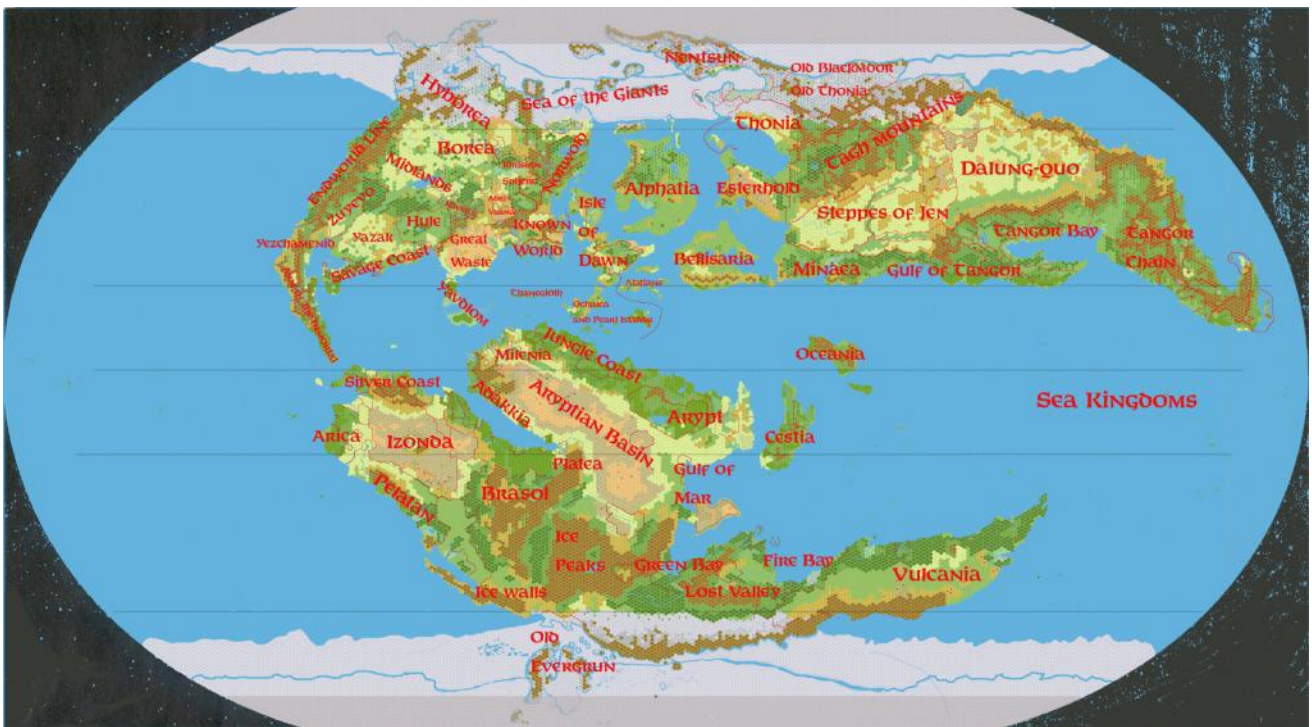 Nentsun
Old Blackmoor
Old Thonia
Hyborea
Sea of the Giants
Thonia
Tagh Mountains
Endworld Line
Borea
Midlands
Norwold
Dalung-quo
Alphatia
Esterhold
Isle
of
Dawn
Zuyevo
Hule
Steppes of Jen
Known
World
Yazak
Great
Waste
Yezchamenid
Savage Coast
Bellisaria
Tangor Bay
Tangor
Chain
Minaea
Gulf of Tangor
Yavdlom
Alatians
Thanegioth
Ochalea
and Pearl Islands
Jungle Coast
Milenia
Oceania
Silver Coast
Adakkia
Aryptian Basin
Arypt
Sea Kingdoms
Arica
Izonda
Cestia
Platea
Gulf of
Mar
Pelatan
Brasol
Ice
Peaks
Green Bay
Fire Bay
Vulcania
Ice walls
Lost Valley
Old
Evergrun